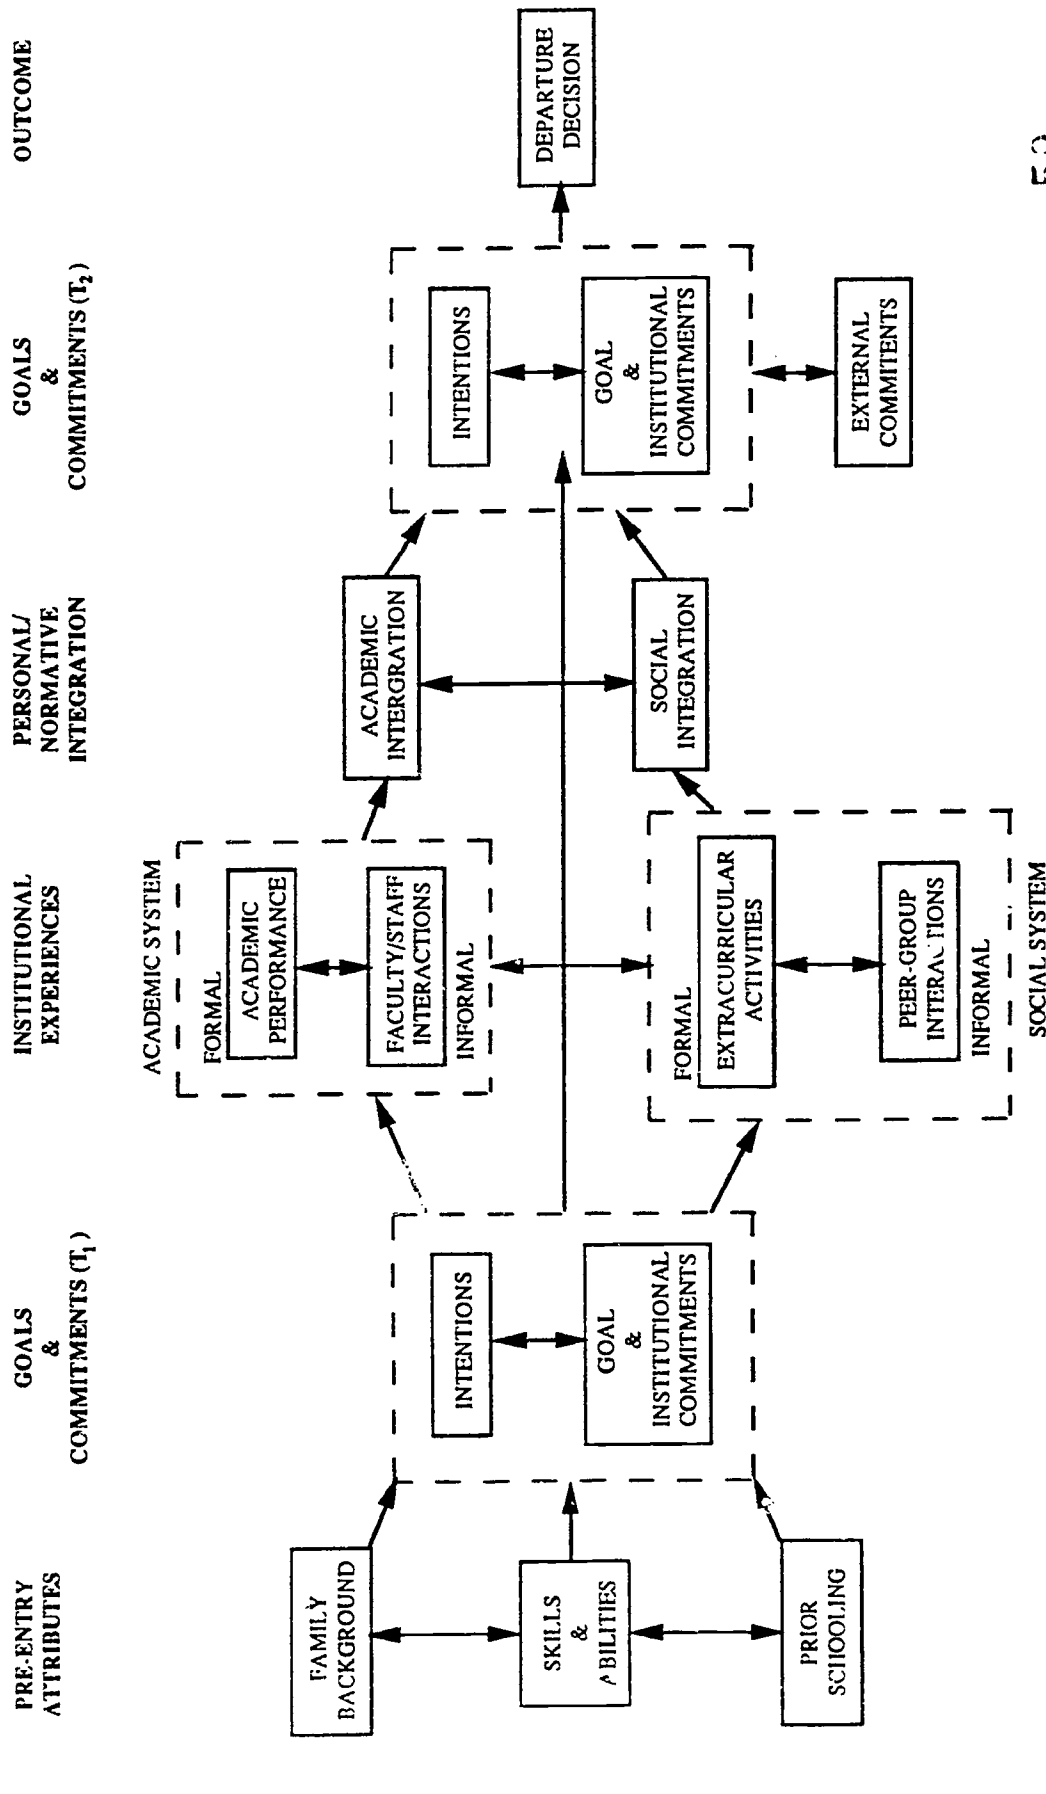 PRE-ENTRY
ATTRIBUTES
GOALS
&
COMMITMENTS (T1)
INSTITUTIONAL
EXPERIENCES
PERSONAL/
NORMATIVE
INTEGRATION
GOALS
&
COMMITMENTS (T2)
OUTCOME
FAMILY
BACKGROUND
SKILLS
&
ABILITIES
PRIOR
SCHOOLING
INTENTIONS
GOAL
&
INSTITUTIONAL
COMMITMENTS
ACADEMIC SYSTEM
FORMAL
ACADEMIC
PERFORMANCE
FACULTY/STAFF
INTERACTIONS
INFORMAL
FORMAL
EXTRACURRICULAR
ACTIVITIES
PEER-GROUP
INTERACTIONS
INFORMAL
SOCIAL SYSTEM
ACADEMIC
INTERGRATION
SOCIAL
INTEGRATION
INTENTIONS
GOAL
&
INSTITUTIONAL
COMMITMENTS
EXTERNAL
COMMITENTS
DEPARTURE
DECISION